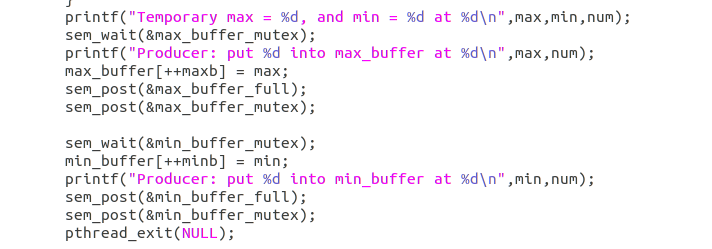 }
printf("Temporary max = %d, and min = %d at %d\n",max,min,num);
sem_wait(&max_buffer_mutex);
printf("Producer: put %d into max_buffer at %d\n",max,num);
max_buffer[++maxb] = max;
sem_post(&max_buffer_full);
sem_post(&max_buffer_mutex);
sem_wait(&min_buffer_mutex);
min_buffer[++minb] = min;
printf("Producer: put %d into min_buffer at %d\n",min,num);
sem_post(&min_buffer_full);
sem_post(&min_buffer_mutex);
pthread_exit(NULL);